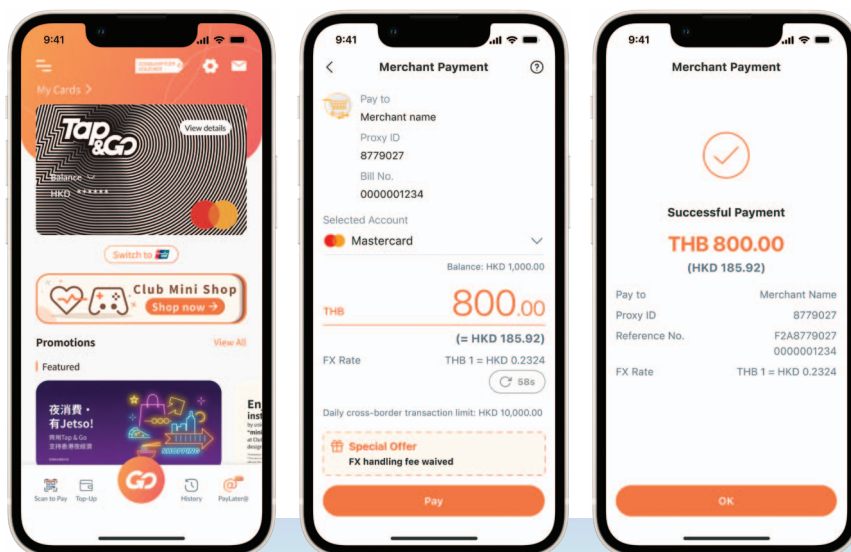 9:41
My Cards >
Tap
&GO
View details
Balance
HKD ******
Switch to
Club Mini Shop
Shop now →
Promotions
View All
Featured
夜消費・
有Jetso!
SHOPPING
En
inst
Scan to Pay
Top-Up
GO
History
PayLater@
9:41
Merchant Payment
Pay to
Merchant name
Proxy ID
8779027
Bill No.
0000001234
Selected Account
Mastercard
Balance: HKD 1,000.00
THB 800.00
(= HKD 185.92)
FX Rate THB 1 = HKD 0.2324
58s
Daily cross-border transaction limit: HKD 10,000.00
Special Offer
FX handling fee waived
Pay
9:41
Merchant Payment
Successful Payment
THB 800.00
(HKD 185.92)
Pay to Merchant Name
Proxy ID 8779027
Reference No. F2A8779027
0000001234
FX Rate THB 1 = HKD 0.2324
OK